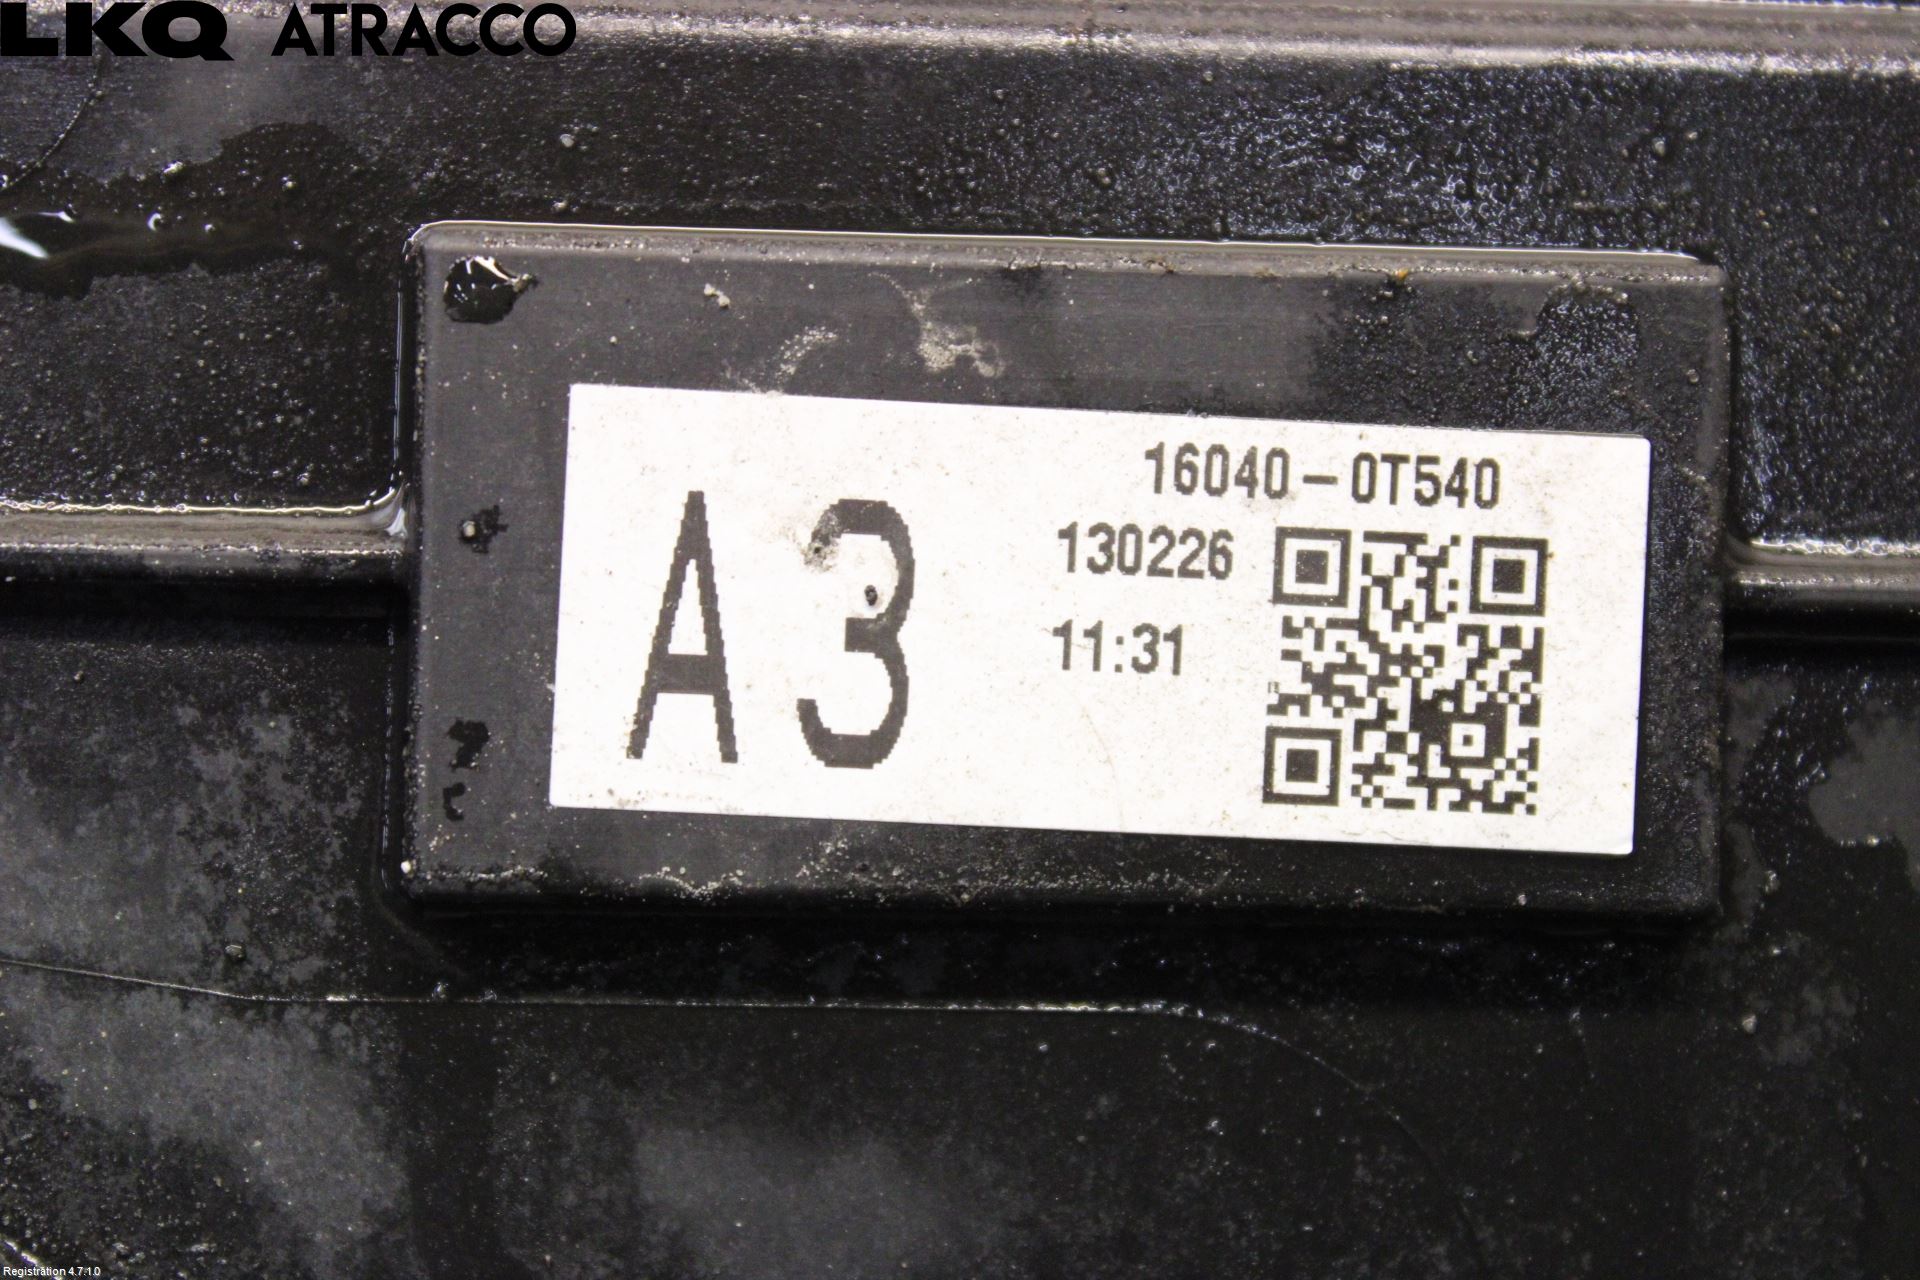 LKQ ATRACCO
A3
16040-0T540
130226
11:31
Registration 4.7.1.0